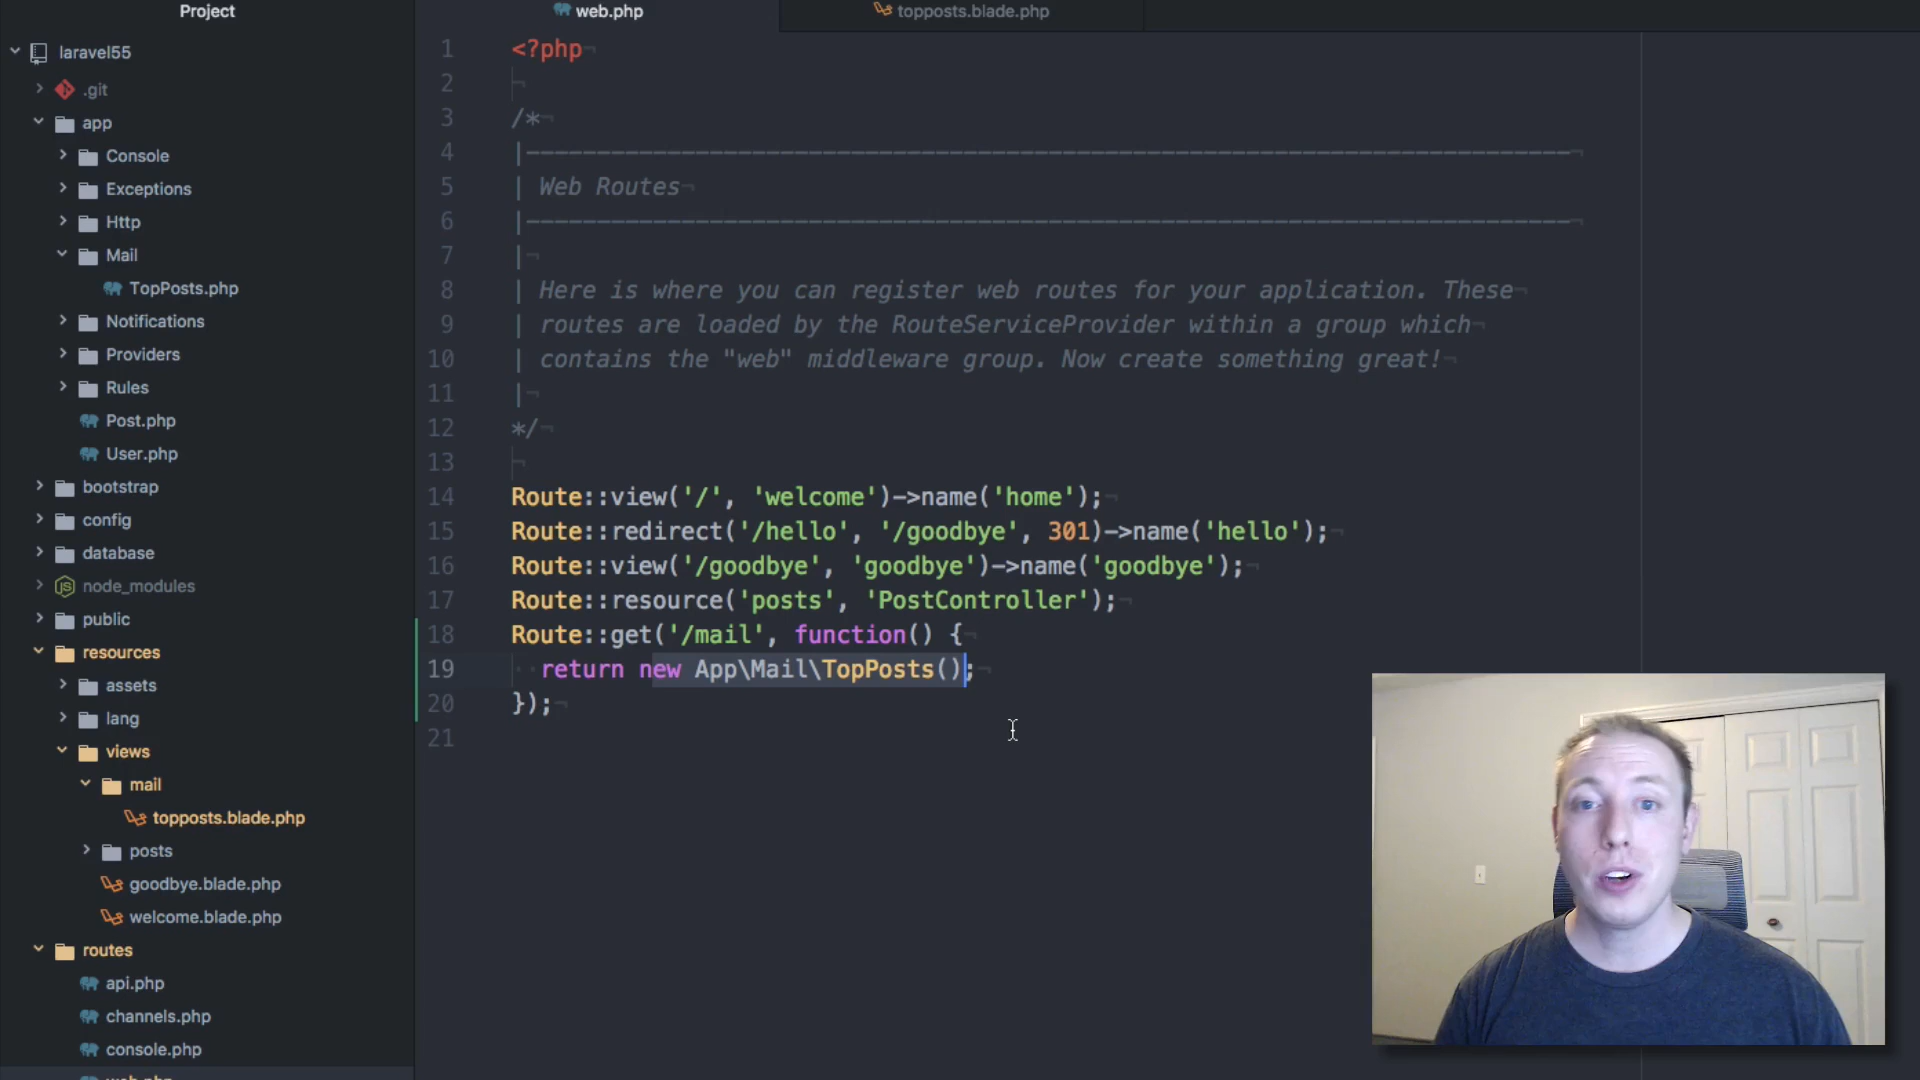 Project
laravel55
.git
app
Console
Exceptions
Http
Mail
TopPosts.php
Notifications
Providers
Rules
Post.php
User.php
bootstrap
config
database
node_modules
public
resources
assets
lang
views
mail
topposts.blade.php
posts
goodbye.blade.php
welcome.blade.php
routes
api.php
channels.php
console.php
web.php
web.php
topposts.blade.php
1 <?php
2
3 /*
4 |--------------------------------------------------------------------------
5 | Web Routes
6 |--------------------------------------------------------------------------
7 |
8 | Here is where you can register web routes for your application. These
9 | routes are loaded by the RouteServiceProvider within a group which
10 | contains the "web" middleware group. Now create something great!
11 |
12 */
13
14 Route::view('/', 'welcome')->name('home');
15 Route::redirect('/hello', '/goodbye', 301)->name('hello');
16 Route::view('/goodbye', 'goodbye')->name('goodbye');
17 Route::resource('posts', 'PostController');
18 Route::get('/mail', function() {
19 return new App\Mail\TopPosts();
20 });
21